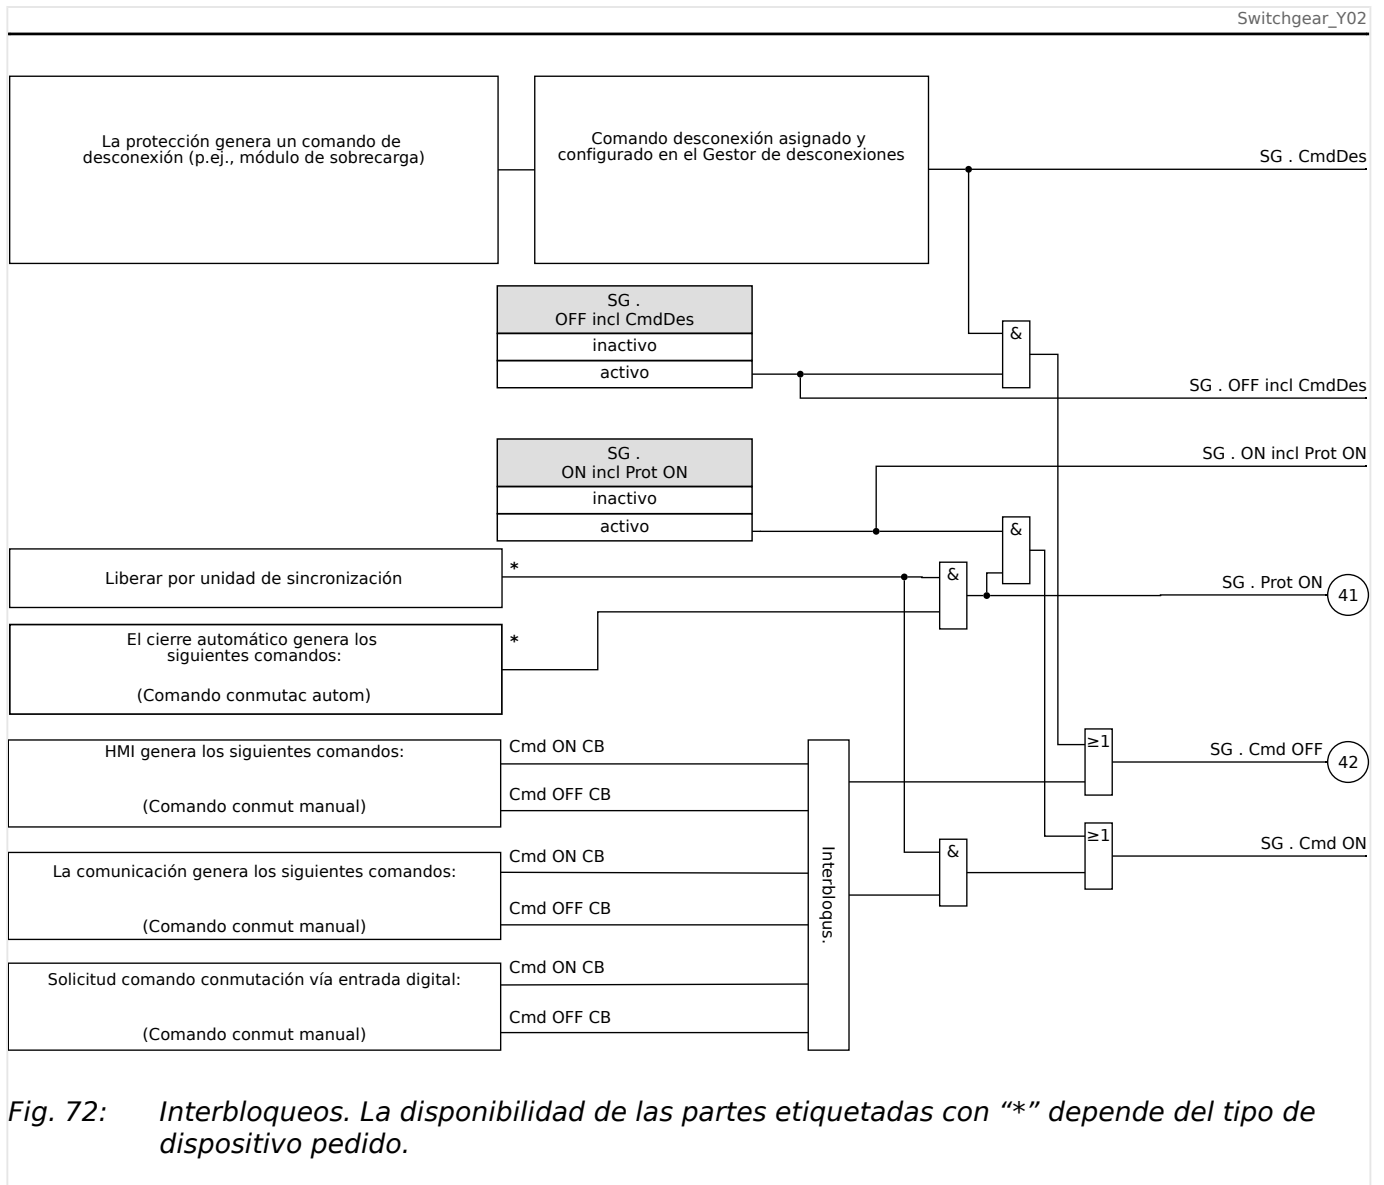 Switchgear_Y02
La protección genera un comando de
desconexión (p.ej., módulo de sobrecarga)
Comando desconexión asignado y
configurado en el Gestor de desconexiones
SG . CmdDes
SG .
OFF incl CmdDes
inactivo
activo
&
SG . OFF incl CmdDes
SG .
ON incl Prot ON
inactivo
activo
SG . ON incl Prot ON
&
Liberar por unidad de sincronización
*
&
SG . Prot ON
41
El cierre automático genera los
siguientes comandos:
(Comando conmutac autom)
*
HMI genera los siguientes comandos:
(Comando conmut manual)
Cmd ON CB
Cmd OFF CB
≥1
SG . Cmd OFF
42
La comunicación genera los siguientes comandos:
(Comando conmut manual)
Cmd ON CB
Cmd OFF CB
Interbloqus.
&
≥1
SG . Cmd ON
Solicitud comando conmutación vía entrada digital:
(Comando conmut manual)
Cmd ON CB
Cmd OFF CB
Fig. 72: Interbloqueos. La disponibilidad de las partes etiquetadas con “*” depende del tipo de
dispositivo pedido.